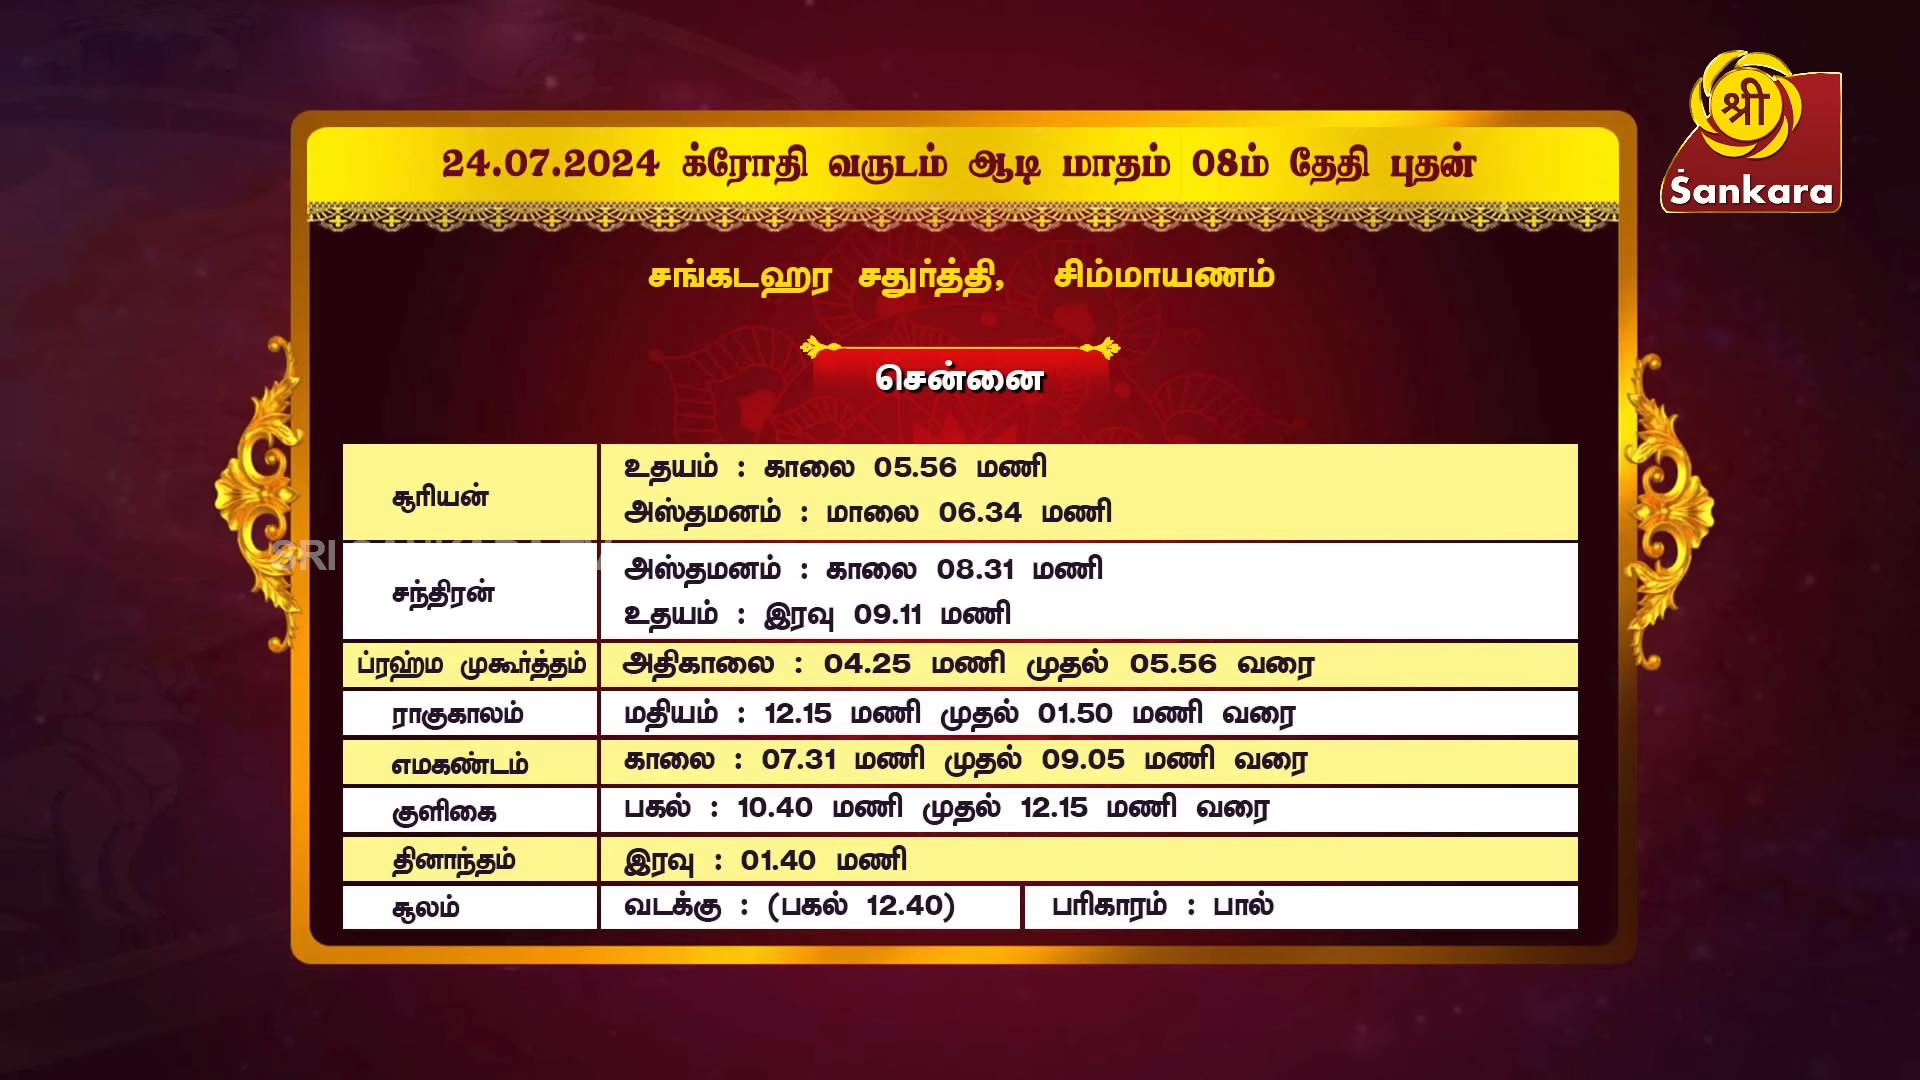 श्री
Sankara
24.07.2024 க்ரோதி வருடம் ஆடி மாதம் 08ம் தேதி புதன்
சங்கடஹர சதுர்த்தி, சிம்மாயணம்
சென்னை
சூரியன்
உதயம் : காலை 05.56 மணி
அஸ்தமனம் : மாலை 06.34 மணி
SRI SANKARA TV
சந்திரன்
அஸ்தமனம் : காலை 08.31 மணி
உதயம் : இரவு 09.11 மணி
ப்ரஹ்ம முகூர்த்தம் அதிகாலை : 04.25 மணி முதல் 05.56 வரை
ராகுகாலம் மதியம் : 12.15 மணி முதல் 01.50 மணி வரை
எமகண்டம் காலை : 07.31 மணி முதல் 09.05 மணி வரை
குளிகை பகல் : 10.40 மணி முதல் 12.15 மணி வரை
தினாந்தம் இரவு : 01.40 மணி
சூலம் வடக்கு : (பகல் 12.40) பரிகாரம் : பால்